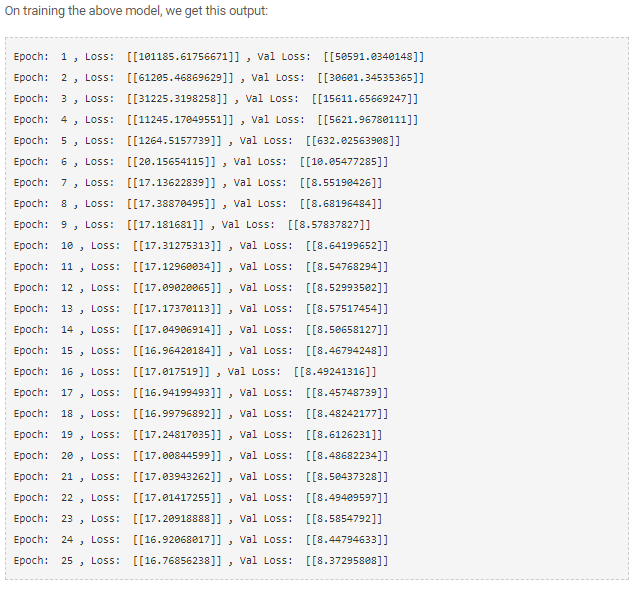 On training the above model, we get this output:
Epoch:  1 , Loss:  [[101185.61756671]] , Val Loss:  [[50591.0340148]]
Epoch:  2 , Loss:  [[61205.46869629]] , Val Loss:  [[30601.34535365]]
Epoch:  3 , Loss:  [[31225.3198258]] , Val Loss:  [[15611.65669247]]
Epoch:  4 , Loss:  [[11245.17049551]] , Val Loss:  [[5621.96780111]]
Epoch:  5 , Loss:  [[1264.5157739]] , Val Loss:  [[632.02563908]]
Epoch:  6 , Loss:  [[20.15654115]] , Val Loss:  [[10.05477285]]
Epoch:  7 , Loss:  [[17.13622839]] , Val Loss:  [[8.55190426]]
Epoch:  8 , Loss:  [[17.38870495]] , Val Loss:  [[8.68196484]]
Epoch:  9 , Loss:  [[17.181681]] , Val Loss:  [[8.57837827]]
Epoch:  10 , Loss:  [[17.31275313]] , Val Loss:  [[8.64199652]]
Epoch:  11 , Loss:  [[17.12960034]] , Val Loss:  [[8.54768294]]
Epoch:  12 , Loss:  [[17.09020065]] , Val Loss:  [[8.52993502]]
Epoch:  13 , Loss:  [[17.17370113]] , Val Loss:  [[8.57517454]]
Epoch:  14 , Loss:  [[17.04906914]] , Val Loss:  [[8.50658127]]
Epoch:  15 , Loss:  [[16.96420184]] , Val Loss:  [[8.46794248]]
Epoch:  16 , Loss:  [[17.017519]] , Val Loss:  [[8.49241316]]
Epoch:  17 , Loss:  [[16.94199493]] , Val Loss:  [[8.45748739]]
Epoch:  18 , Loss:  [[16.99796892]] , Val Loss:  [[8.48242177]]
Epoch:  19 , Loss:  [[17.24817035]] , Val Loss:  [[8.6126231]]
Epoch:  20 , Loss:  [[17.00844599]] , Val Loss:  [[8.48682234]]
Epoch:  21 , Loss:  [[17.03943262]] , Val Loss:  [[8.50437328]]
Epoch:  22 , Loss:  [[17.01417255]] , Val Loss:  [[8.49409597]]
Epoch:  23 , Loss:  [[17.20918888]] , Val Loss:  [[8.5854792]]
Epoch:  24 , Loss:  [[16.92068017]] , Val Loss:  [[8.44794633]]
Epoch:  25 , Loss:  [[16.76856238]] , Val Loss:  [[8.37295808]]